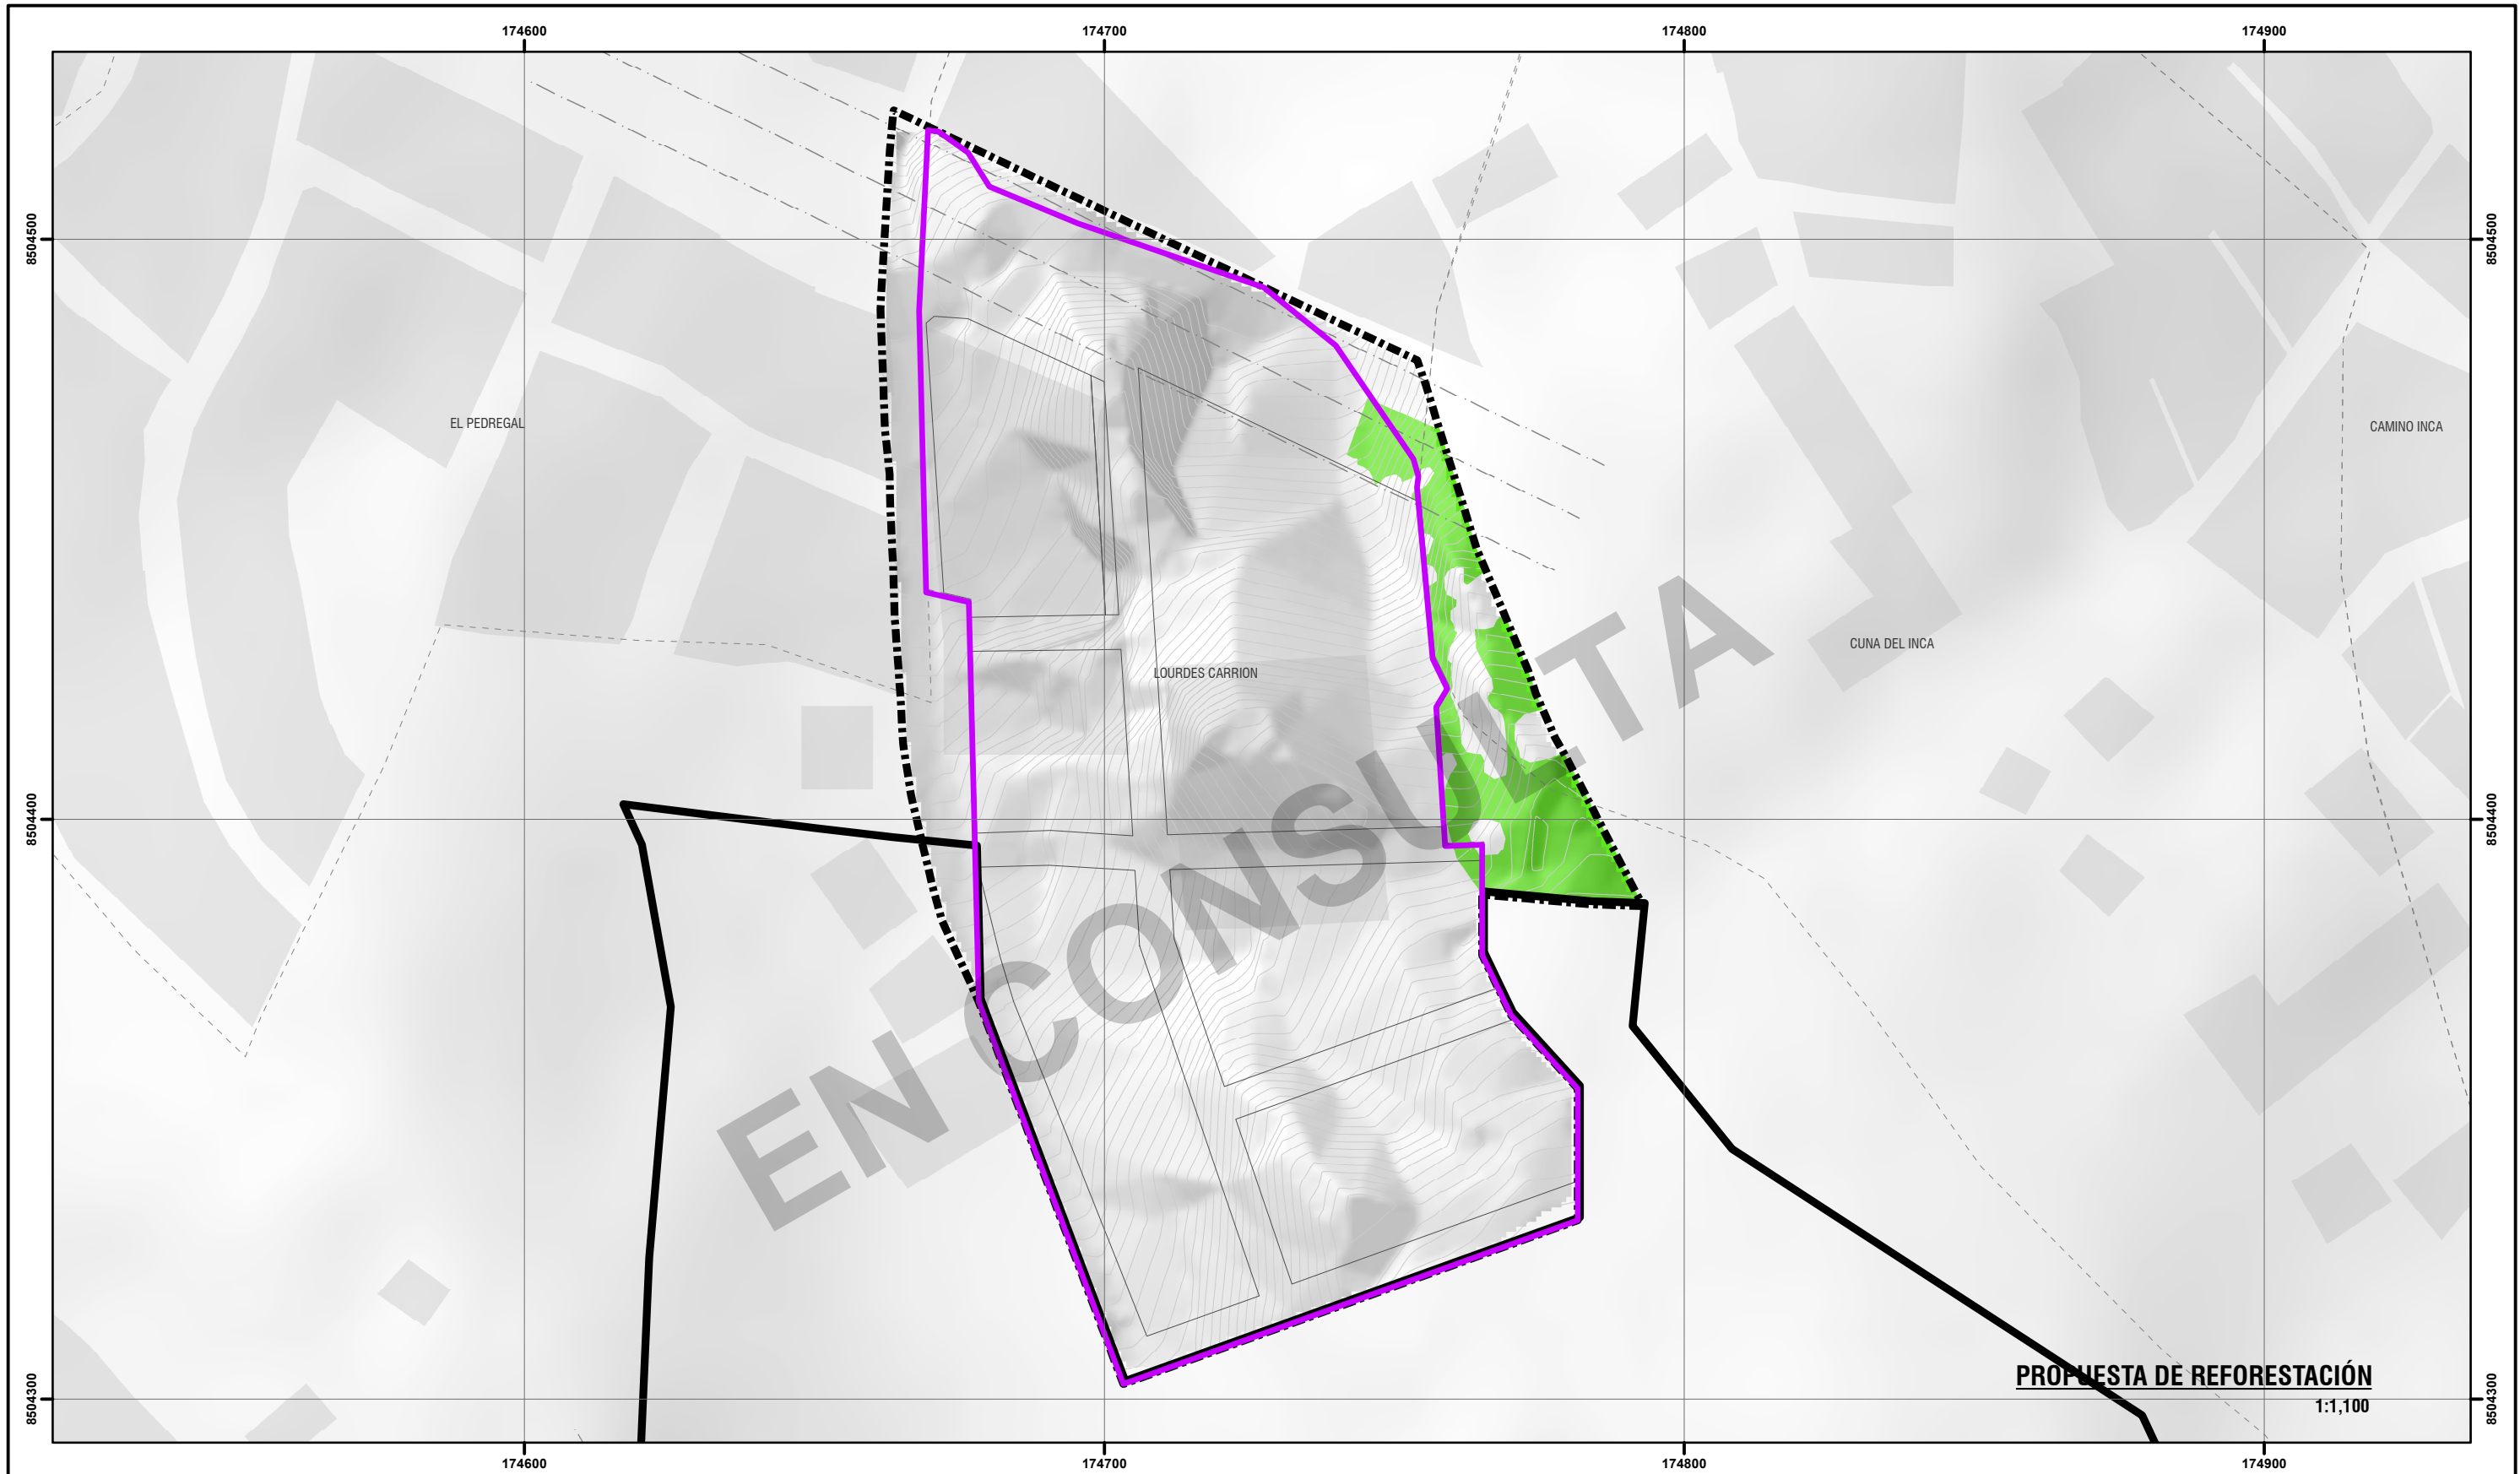 174600
174700
174800
174900
8504500
8504500
EL PEDREGAL
CAMINO INCA
CUNA DEL INCA
LOURDES CARRION
EN CONSULTA
8504400
8504400
PROPUESTA DE REFORESTACIÓN
1:1,100
8504300
8504300
174600
174700
174800
174900